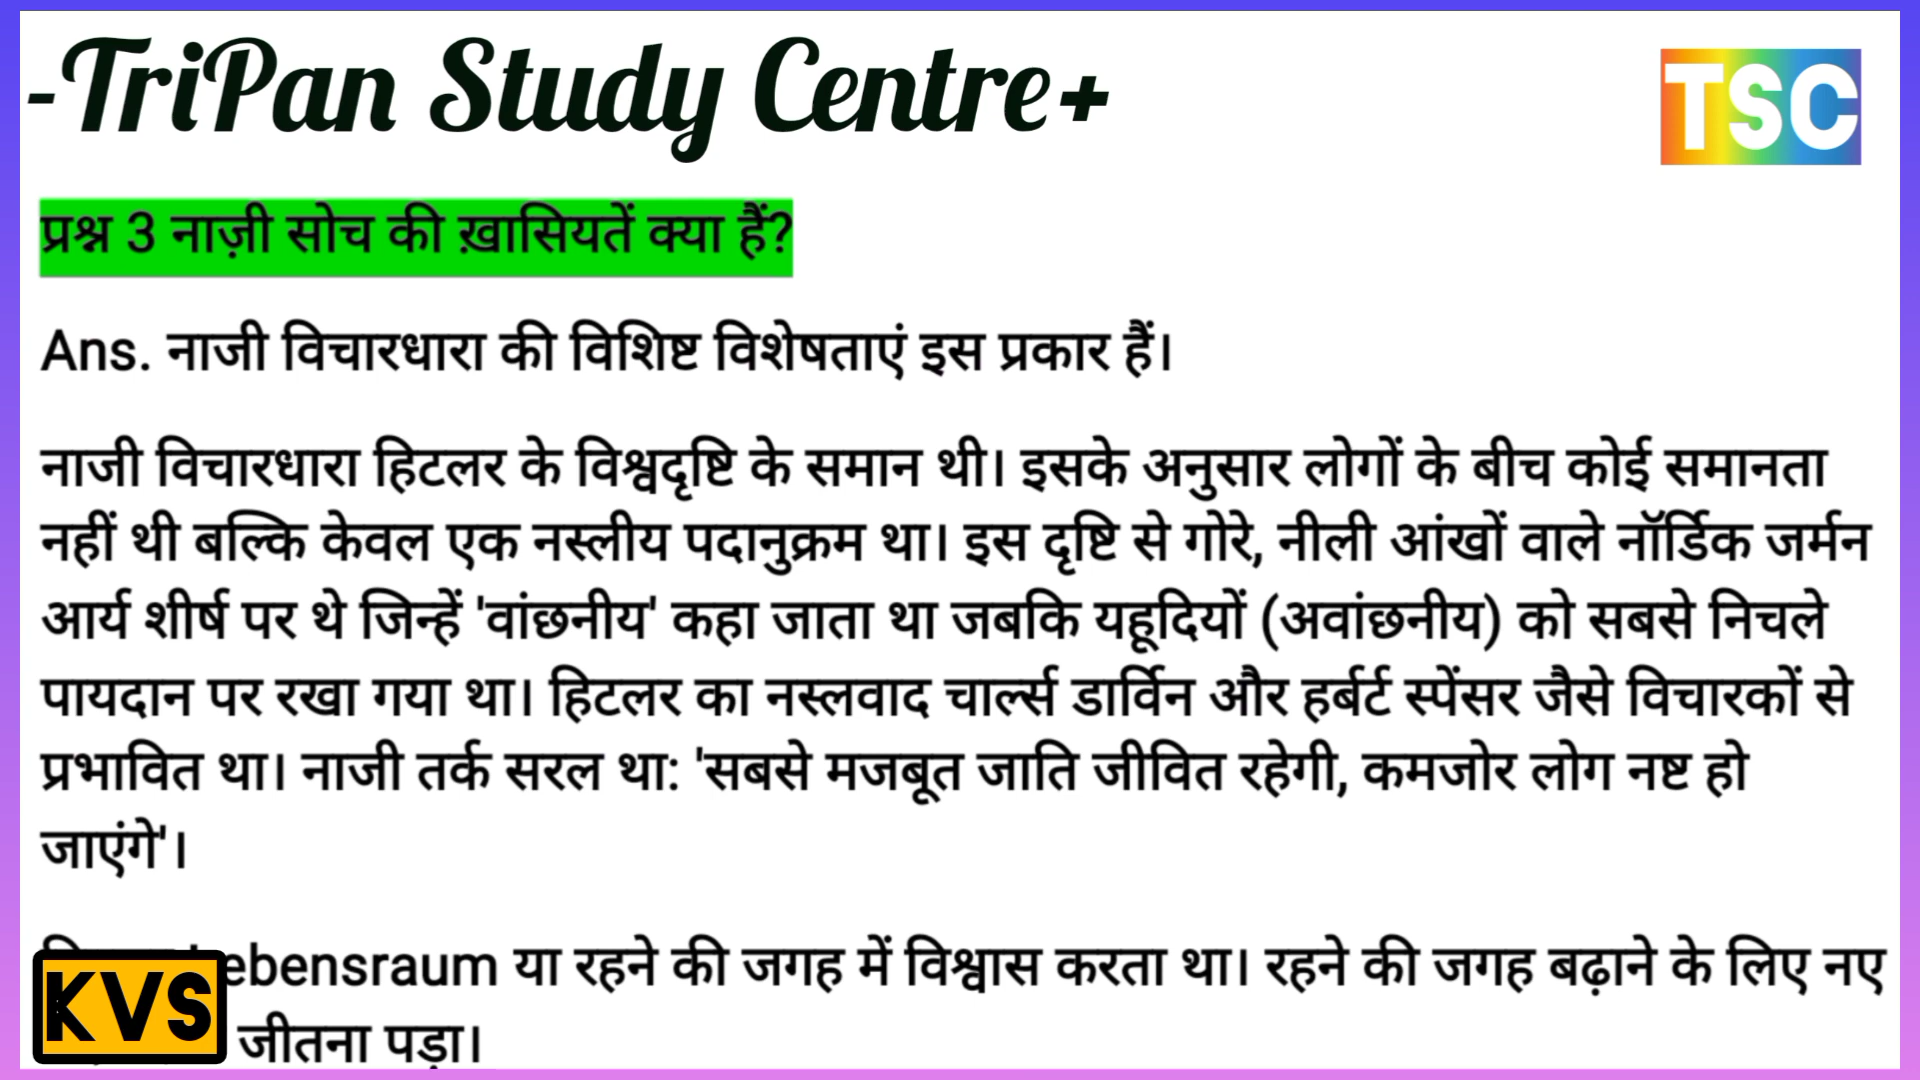 -TriPan Study Centre+
TSC
प्रश्न 3 नाज़ी सोच की ख़ासियतें क्या हैं?
Ans. नाजी विचारधारा की विशिष्ट विशेषताएं इस प्रकार हैं।
नाजी विचारधारा हिटलर के विश्वदृष्टि के समान थी। इसके अनुसार लोगों के बीच कोई समानता
नहीं थी बल्कि केवल एक नस्लीय पदानुक्रम था। इस दृष्टि से गोरे, नीली आंखों वाले नॉर्डिक जर्मन
आर्य शीर्ष पर थे जिन्हें 'वांछनीय' कहा जाता था जबकि यहूदियों (अवांछनीय) को सबसे निचले
पायदान पर रखा गया था। हिटलर का नस्लवाद चार्ल्स डार्विन और हर्बर्ट स्पेंसर जैसे विचारकों से
प्रभावित था। नाजी तर्क सरल था: 'सबसे मजबूत जाति जीवित रहेगी, कमजोर लोग नष्ट हो
जाएंगे'।
Lebensraum या रहने की जगह में विश्वास करता था। रहने की जगह बढ़ाने के लिए नए
जीतना पड़ा।
KVS